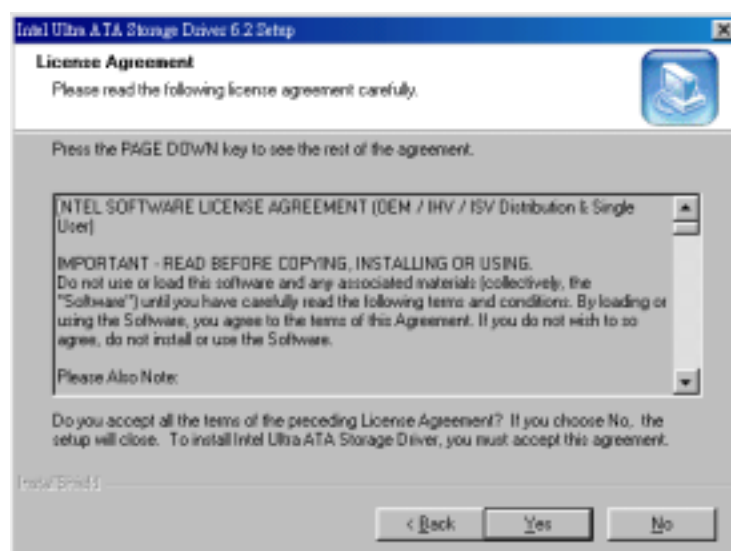 Intel Ultra ATA Storage Driver 6.2 Setup
License Agreement
Please read the following license agreement carefully.
Press the PAGE DOWN key to see the rest of the agreement.
INTEL SOFTWARE LICENSE AGREEMENT (OEM / IHV / ISV Distribution & Single
User)
IMPORTANT - READ BEFORE COPYING, INSTALLING OR USING.
Do not use or load this software and any associated materials (collectively, the
"Software") until you have carefully read the following terms and conditions. By loading or
using the Software, you agree to the terms of this Agreement. If you do not wish to so
agree, do not install or use the Software.
Please Also Note:
Do you accept all the terms of the preceding License Agreement? If you choose No, the
setup will close. To install Intel Ultra ATA Storage Driver, you must accept this agreement.
InstallShield
< Back
Yes
No